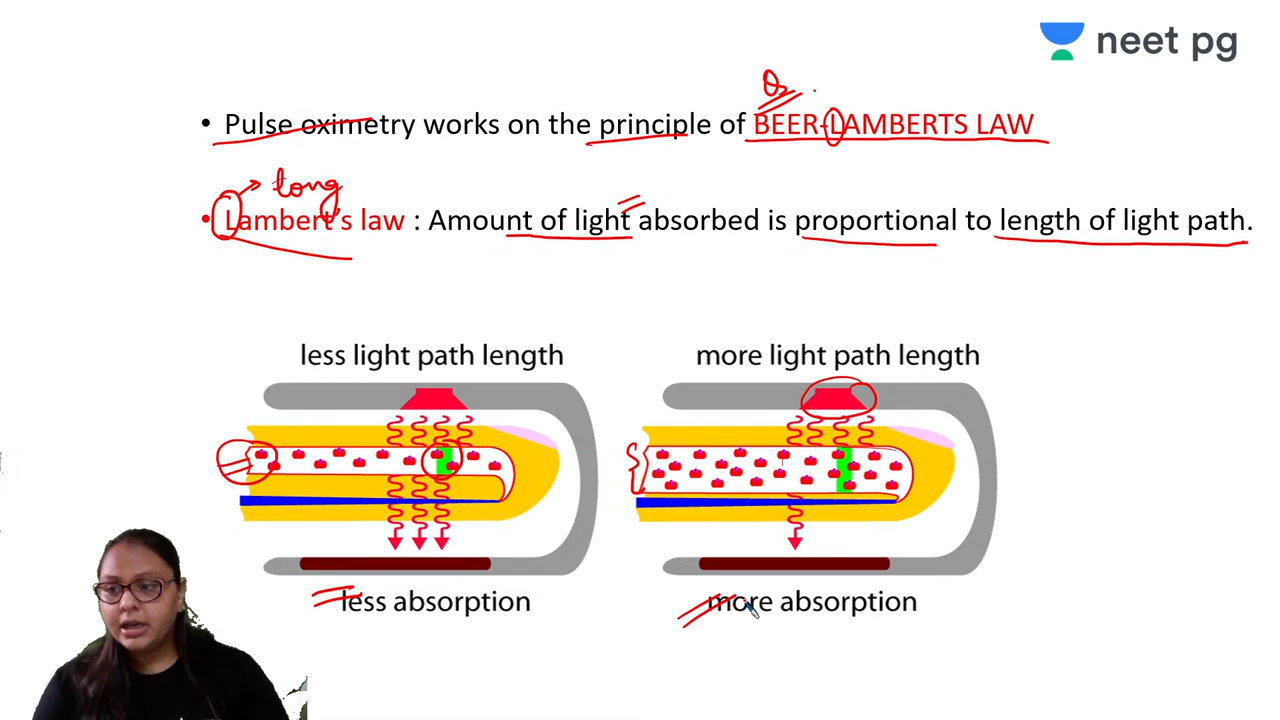 neet pg
• Pulse oximetry works on the principle of BEER-LAMBERTS LAW
long
• Lambert's law : Amount of light absorbed is proportional to length of light path.
less light path length
more light path length
less absorption
more absorption